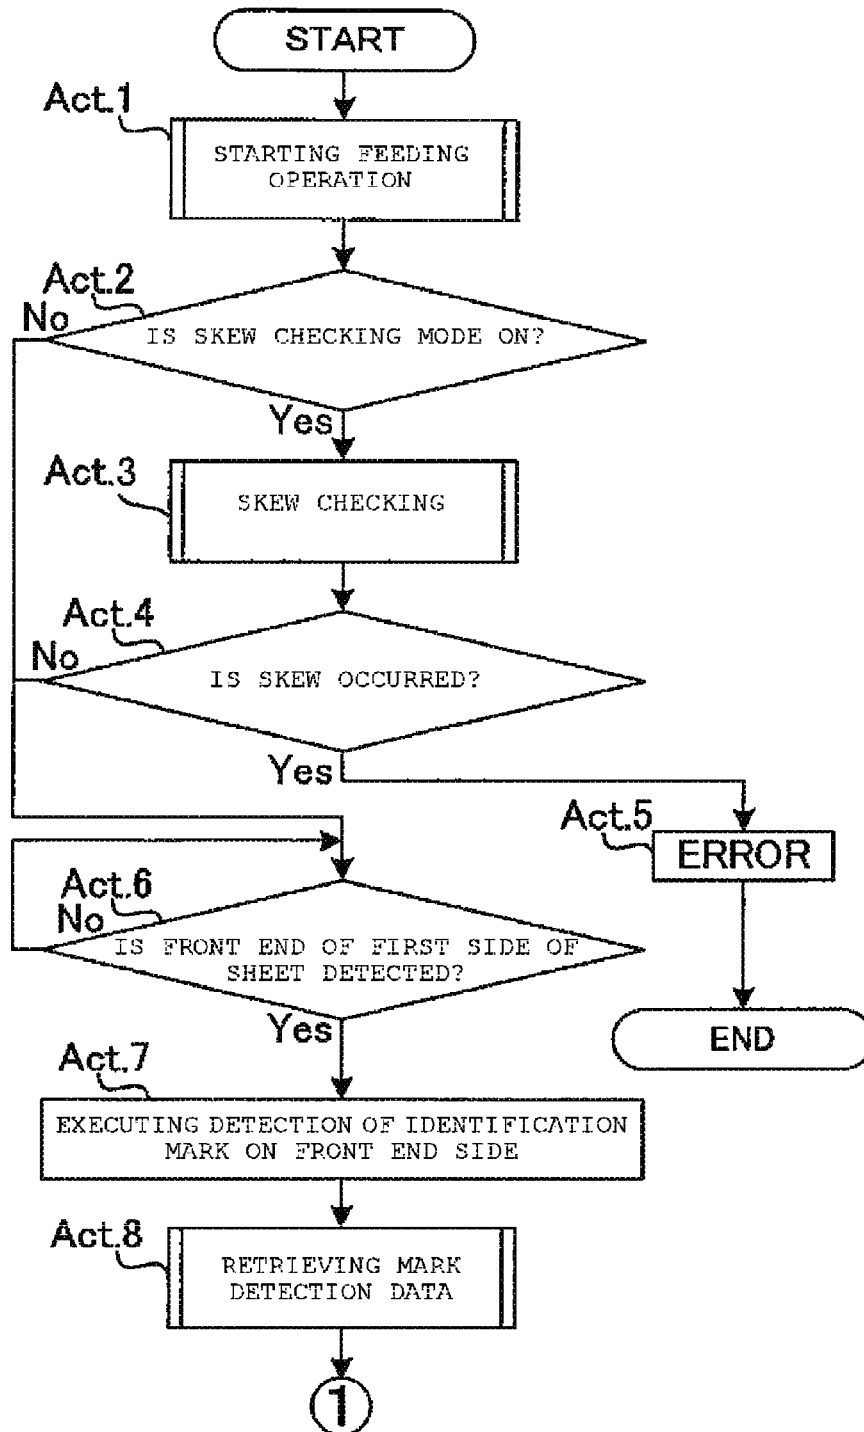 START
Act.1
STARTING FEEDING
OPERATION
Act.2
No
IS SKEW CHECKING MODE ON?
Yes
Act.3
SKEW CHECKING
Act.4
No
IS SKEW OCCURRED?
Yes
Act.5
ERROR
END
Act.6
No
IS FRONT END OF FIRST SIDE OF
SHEET DETECTED?
Yes
Act.7
EXECUTING DETECTION OF IDENTIFICATION
MARK ON FRONT END SIDE
Act.8
RETRIEVING MARK
DETECTION DATA
1